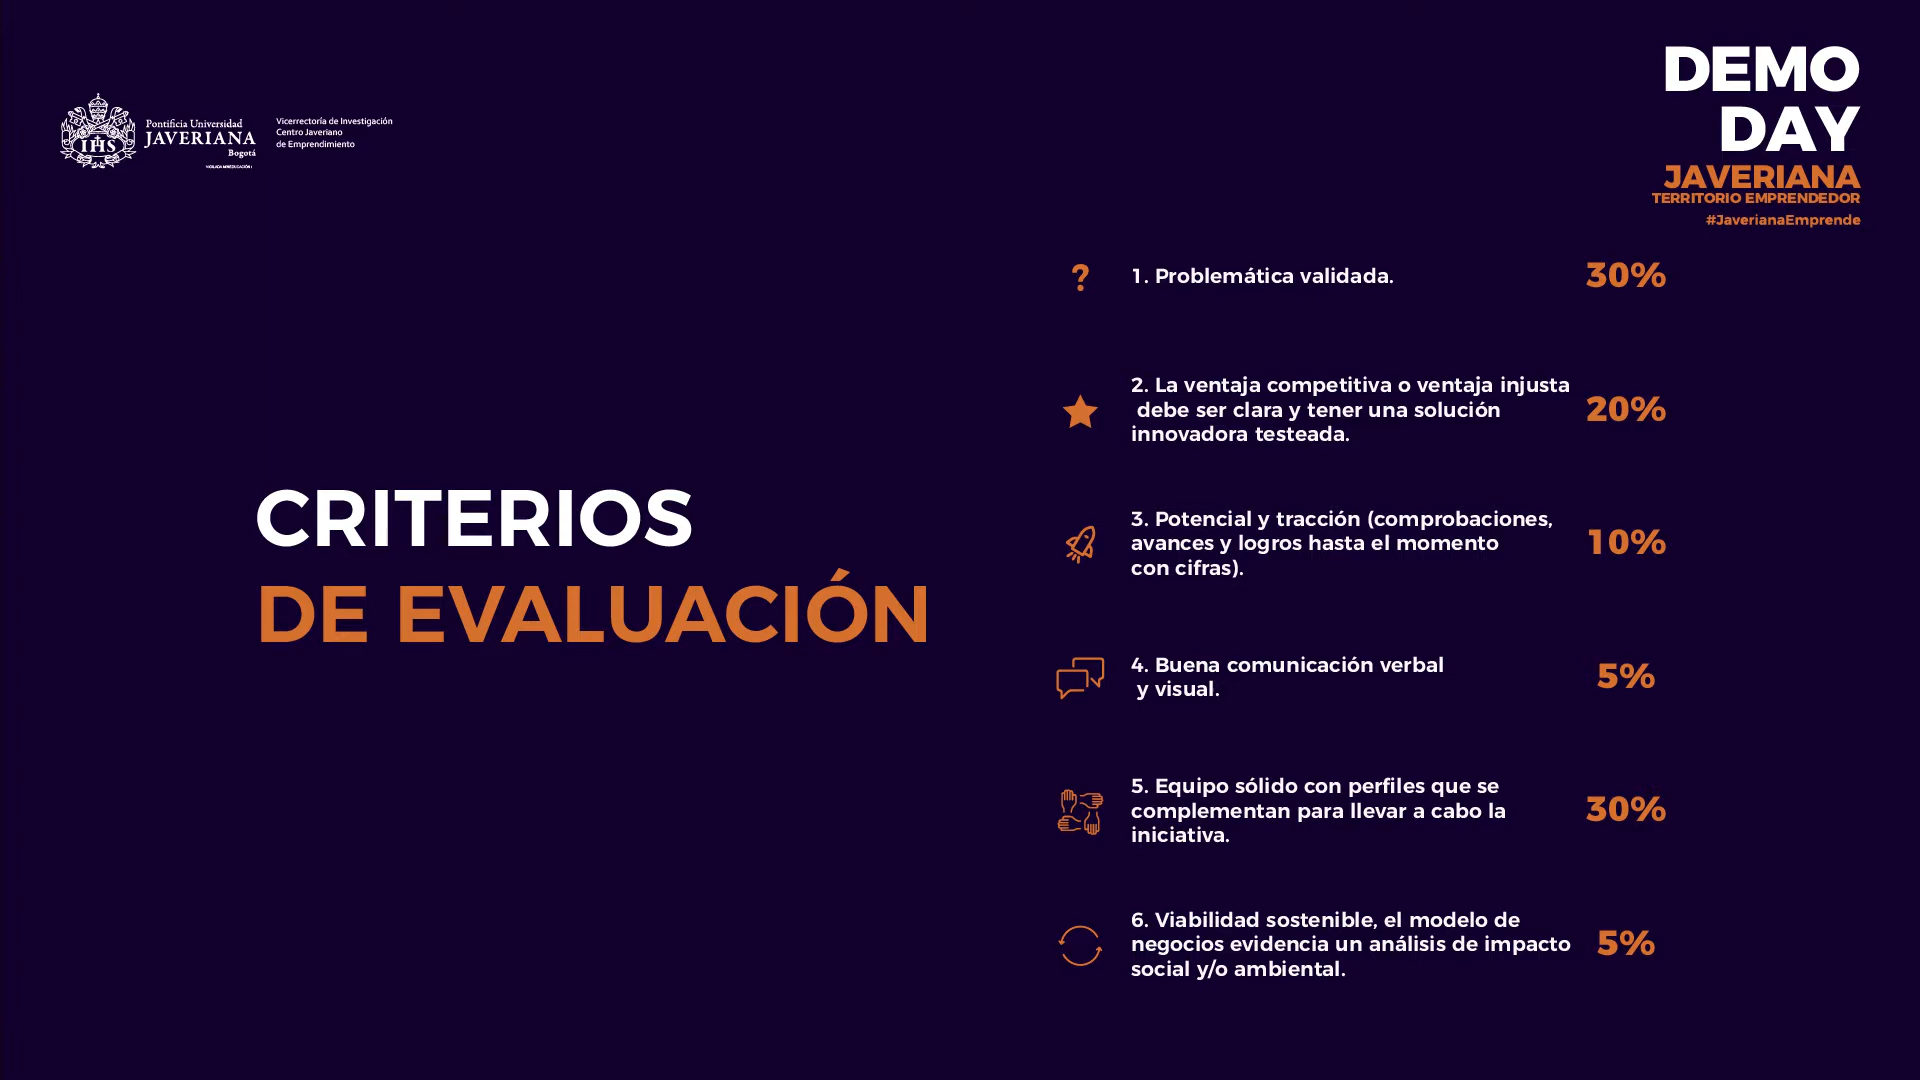 Pontificia Universidad
JAVERIANA
Bogotá
VIGILADA MINEDUCACIÓN
Vicerrectoría de Investigación
Centro Javeriano
de Emprendimiento
IHS
DEMO
DAY
JAVERIANA
TERRITORIO EMPRENDEDOR
#JaverianaEmprende
CRITERIOS
DE EVALUACIÓN
1. Problemática validada.
30%
2. La ventaja competitiva o ventaja injusta
debe ser clara y tener una solución
innovadora testeada.
20%
3. Potencial y tracción (comprobaciones,
avances y logros hasta el momento
con cifras).
10%
4. Buena comunicación verbal
y visual.
5%
5. Equipo sólido con perfiles que se
complementan para llevar a cabo la
iniciativa.
30%
6. Viabilidad sostenible, el modelo de
negocios evidencia un análisis de impacto
social y/o ambiental.
5%